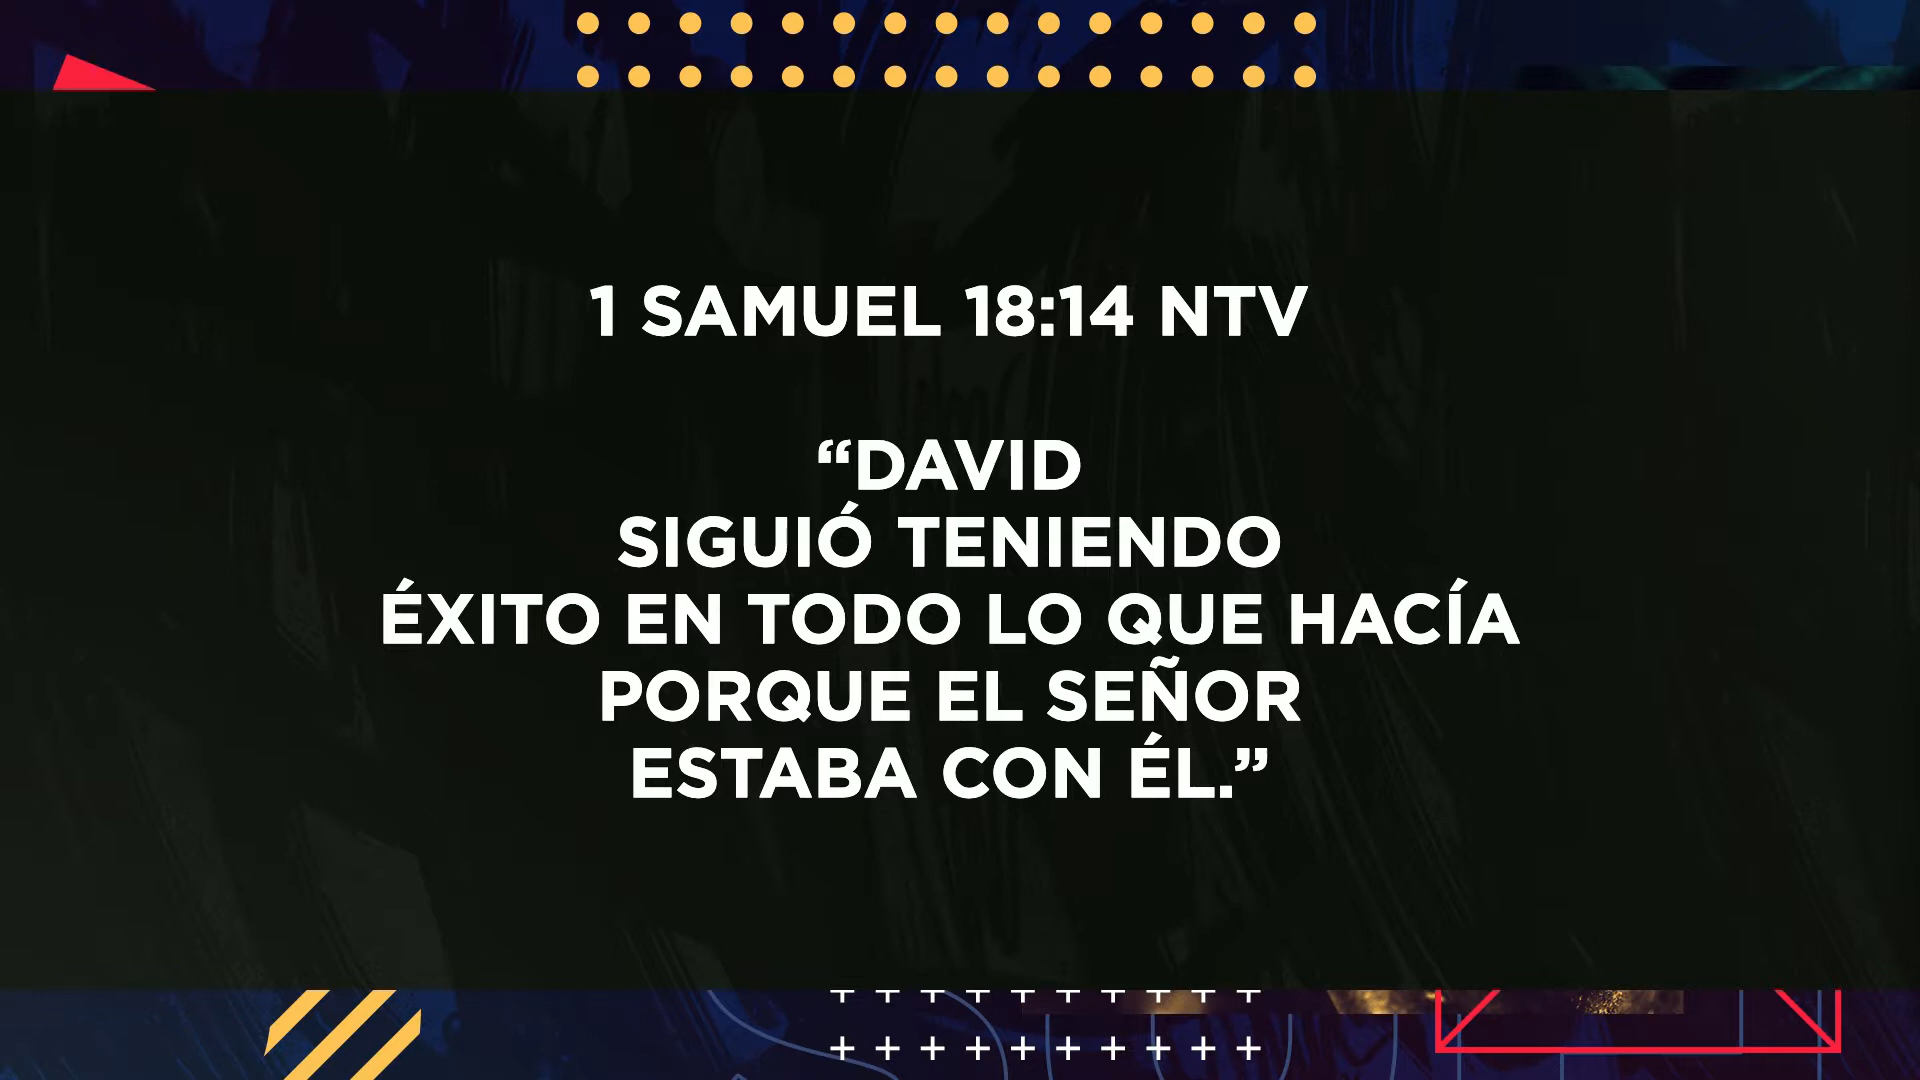 1 SAMUEL 18:14 NTV
“DAVID
SIGUIÓ TENIENDO
ÉXITO EN TODO LO QUE HACÍA
PORQUE EL SEÑOR
ESTABA CON ÉL.”